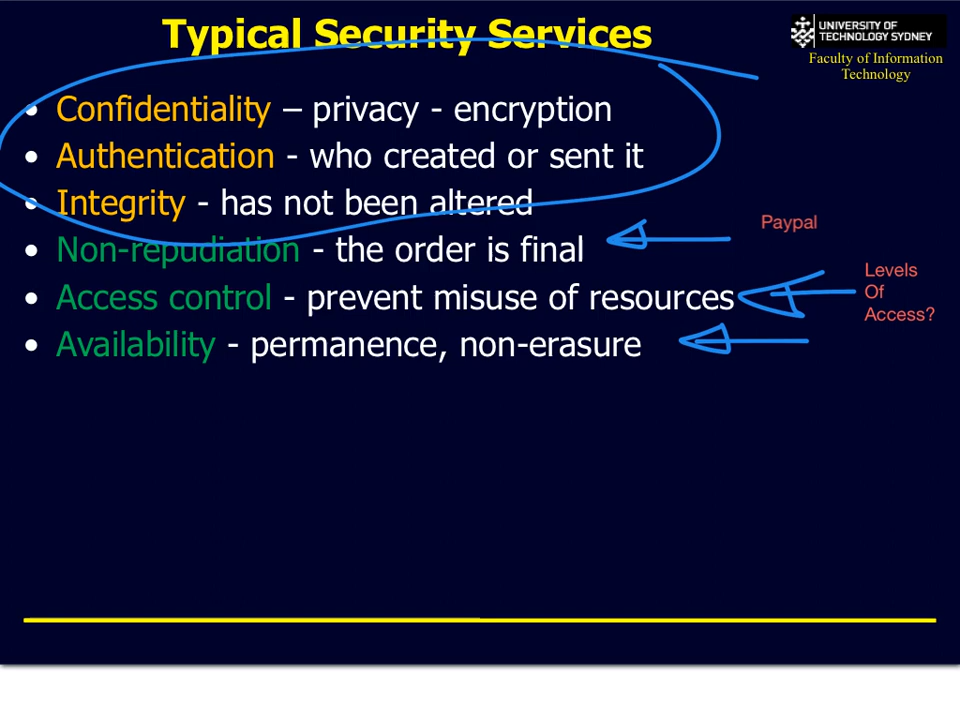 Typical Security Services
UNIVERSITY OF
TECHNOLOGY SYDNEY
Faculty of Information
Technology
• Confidentiality – privacy - encryption
• Authentication - who created or sent it
• Integrity - has not been altered
Paypal
• Non-repudiation - the order is final
• Access control - prevent misuse of resources
Levels
Of
Access?
• Availability - permanence, non-erasure